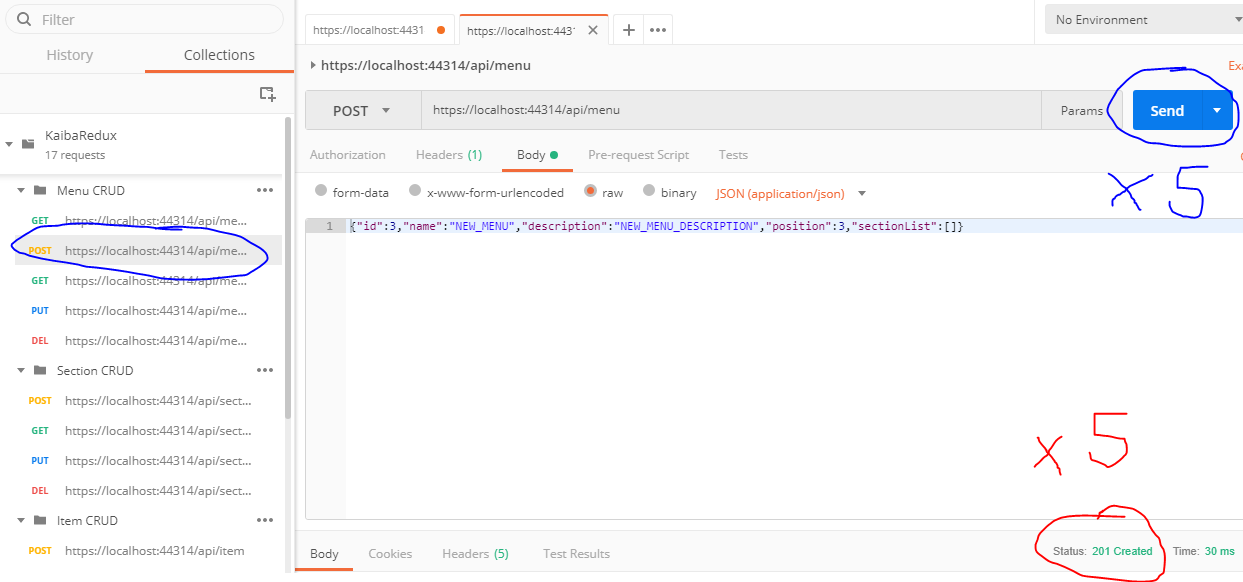 Filter
History
Collections
KaibaRedux
17 requests
Menu CRUD
GET https://localhost:44314/api/me...
POST https://localhost:44314/api/me...
GET https://localhost:44314/api/me...
PUT https://localhost:44314/api/me...
DEL https://localhost:44314/api/me...
Section CRUD
POST https://localhost:44314/api/sect...
GET https://localhost:44314/api/sect...
PUT https://localhost:44314/api/sect...
DEL https://localhost:44314/api/sect...
Item CRUD
POST https://localhost:44314/api/item
https://localhost:4431
https://localhost:443
No Environment
https://localhost:44314/api/menu
Exa
POST https://localhost:44314/api/menu Params Send
Authorization Headers (1) Body Pre-request Script Tests
form-data x-www-form-urlencoded raw binary JSON (application/json)
1 {"id":3,"name":"NEW_MENU","description":"NEW_MENU_DESCRIPTION","position":3,"sectionList":[]}
x 5
x 5
Body Cookies Headers (5) Test Results Status: 201 Created Time: 30 ms